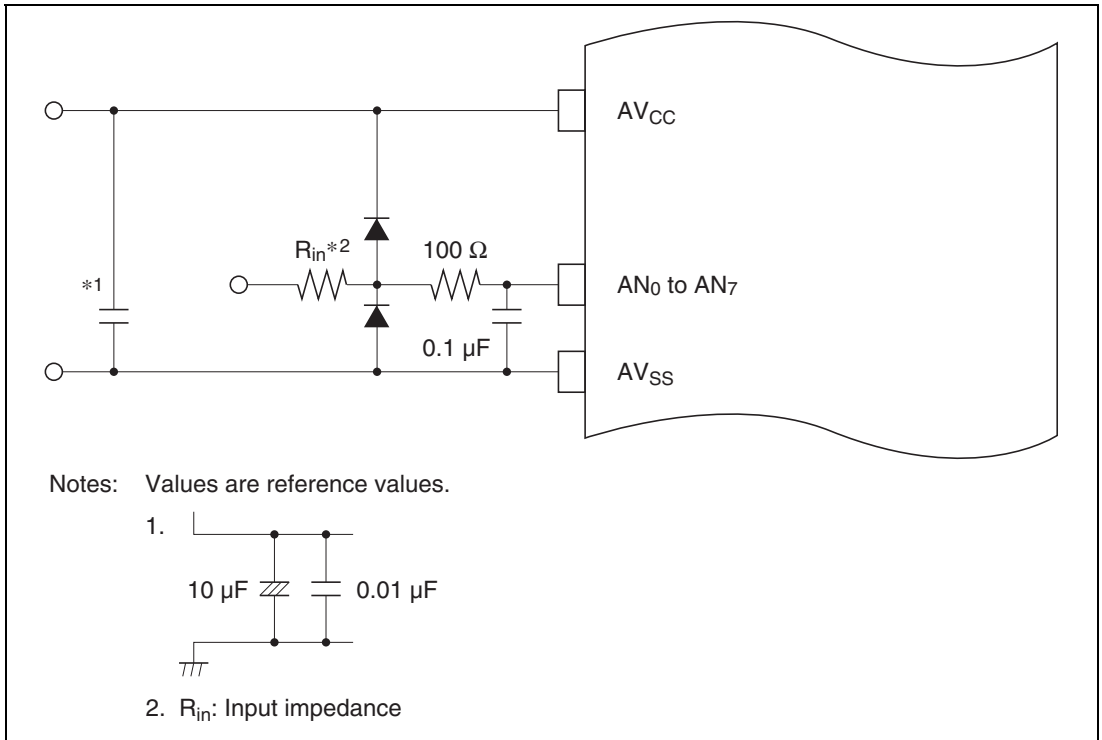 AVCC
Rin*2
100 Ω
*1
AN0 to AN7
0.1 µF
AVSS
Notes: Values are reference values.
1.
10 µF
0.01 µF
2. Rin: Input impedance